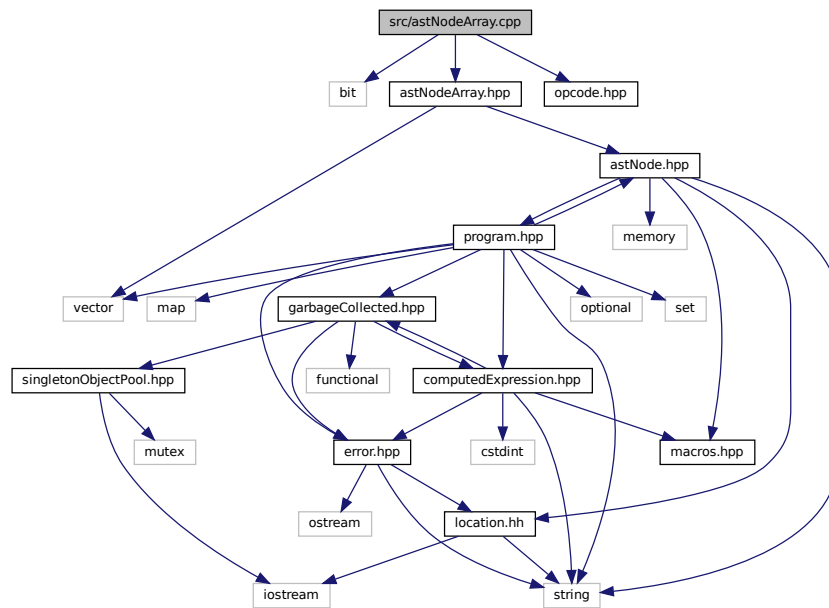 src/astNodeArray.cpp
bit
astNodeArray.hpp
opcode.hpp
astNode.hpp
program.hpp
memory
vector
map
garbageCollected.hpp
optional
set
singletonObjectPool.hpp
functional
computedExpression.hpp
mutex
error.hpp
cstdint
macros.hpp
ostream
location.hh
iostream
string